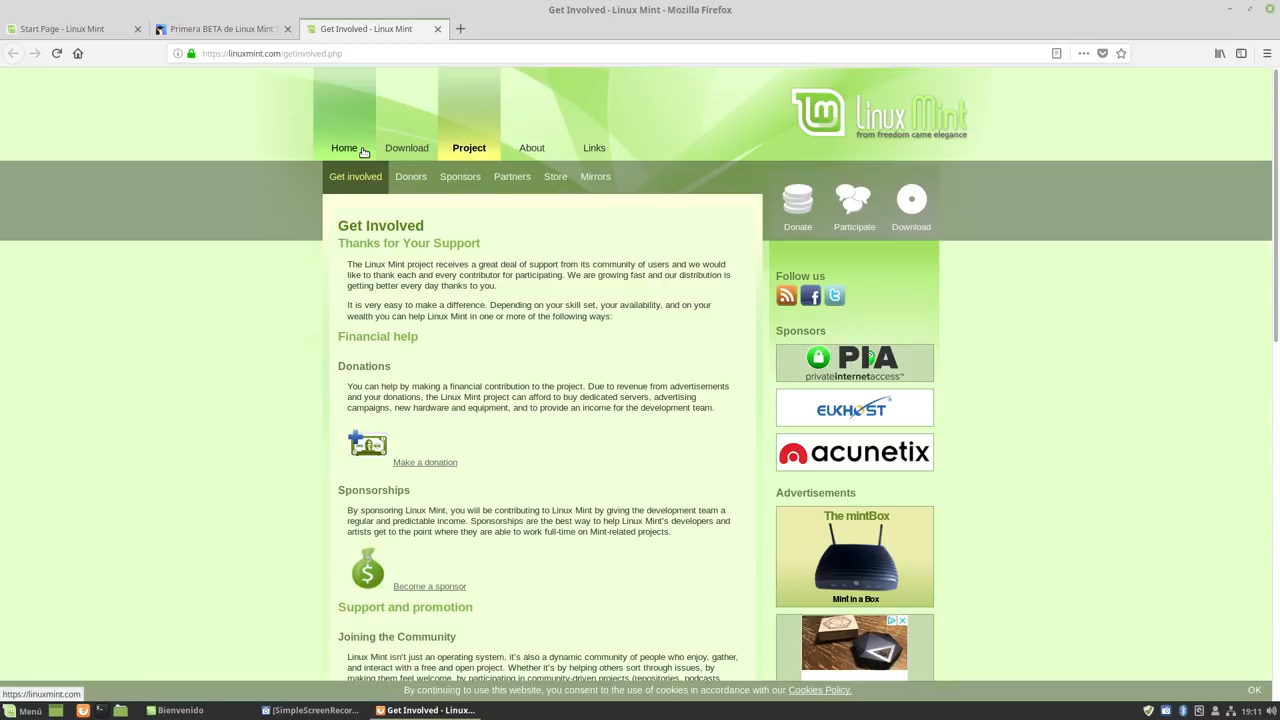 Get Involved - Linux Mint - Mozilla Firefox
Start Page - Linux Mint
Primera BETA de Linux Mint
Get Involved - Linux Mint
https://linuxmint.com/getinvolved.php
Linux Mint
from freedom came elegance
Home
Download
Project
About
Links
Get involved
Donors
Sponsors
Partners
Store
Mirrors
Donate
Participate
Download
Get Involved
Thanks for Your Support
The Linux Mint project receives a great deal of support from its community of users and we would
like to thank each and every contributor for participating. We are growing fast and our distribution is
getting better every day thanks to you.
It is very easy to make a difference. Depending on your skill set, your availability, and on your
wealth you can help Linux Mint in one or more of the following ways:
Financial help
Donations
You can help by making a financial contribution to the project. Due to revenue from advertisements
and your donations, the Linux Mint project can afford to buy dedicated servers, advertising
campaigns, new hardware and equipment, and to provide an income for the development team.
Make a donation
Sponsorships
By sponsoring Linux Mint, you will be contributing to Linux Mint by giving the development team a
regular and predictable income. Sponsorships are the best way to help Linux Mint's developers and
artists get to the point where they are able to work full-time on Mint-related projects.
Become a sponsor
Support and promotion
Joining the Community
Linux Mint isn't just an operating system, it's also a dynamic community of people who enjoy, gather,
and interact with a free and open project. Whether it's by helping others sort through issues, by
making them feel welcome, by participating in community-driven projects (repositories, podcasts,
Follow us
Sponsors
PIA
privateinternetaccess™
EUKHOST
acunetix
Advertisements
The mintBox
Mint in a Box
https://linuxmint.com
By continuing to use this website, you consent to the use of cookies in accordance with our Cookies Policy.
OK
Menú
Bienvenido
[SimpleScreenRecor...
Get Involved - Linux...
19:11